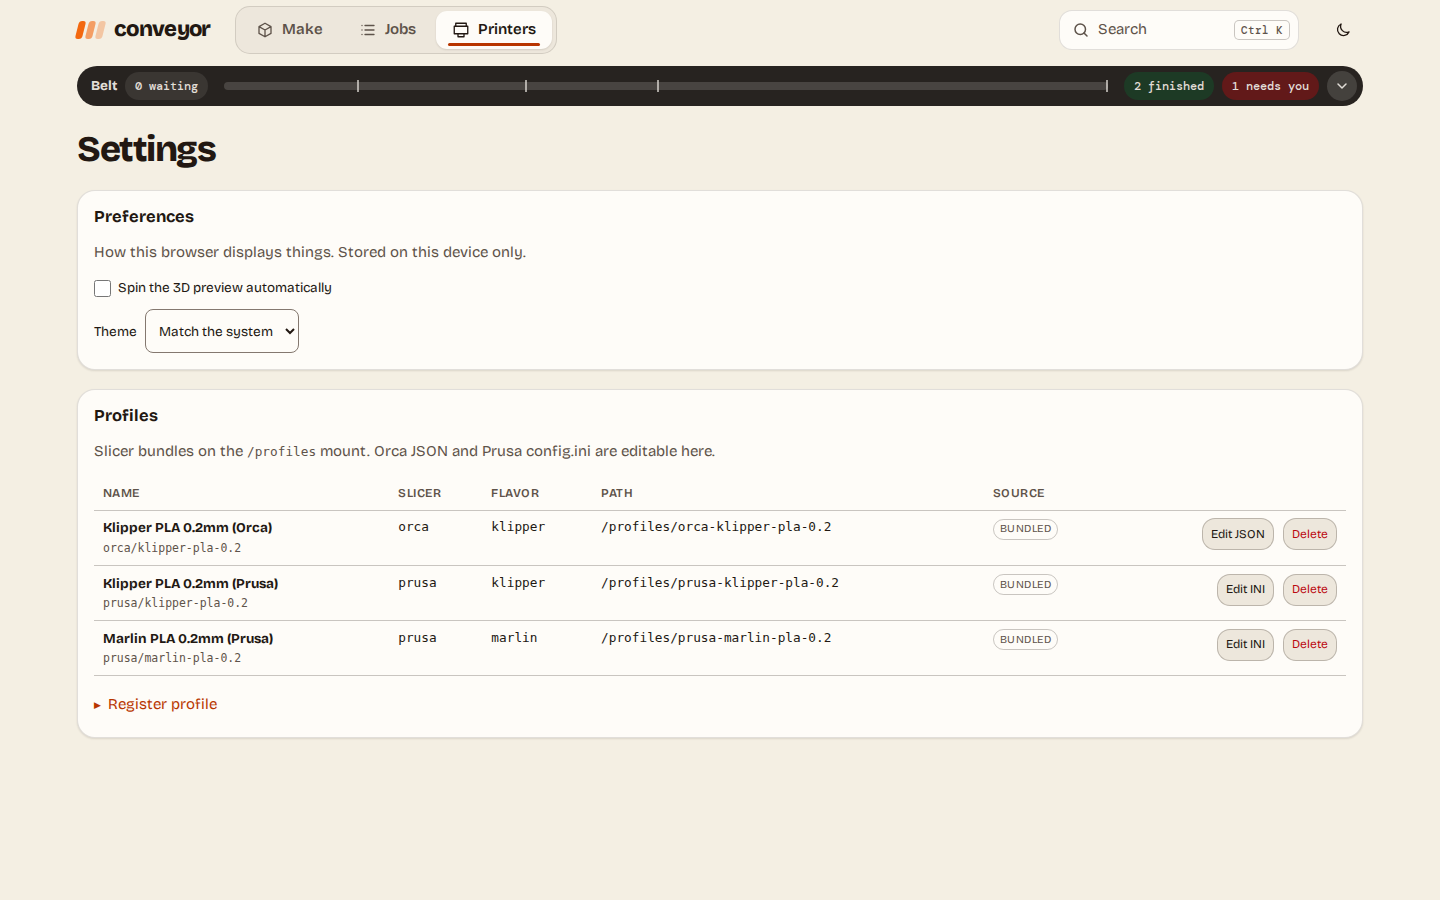 conveyor
Make
Jobs
Printers
Search
Ctrl K
Belt
0 waiting
2 finished
1 needs you
Settings
Preferences
How this browser displays things. Stored on this device only.
Spin the 3D preview automatically
Theme
Match the system
Profiles
Slicer bundles on the /profiles mount. Orca JSON and Prusa config.ini are editable here.
NAME SLICER FLAVOR PATH SOURCE
Klipper PLA 0.2mm (Orca) orca klipper /profiles/orca-klipper-pla-0.2 BUNDLED Edit JSON Delete
orca/klipper-pla-0.2
Klipper PLA 0.2mm (Prusa) prusa klipper /profiles/prusa-klipper-pla-0.2 BUNDLED Edit INI Delete
prusa/klipper-pla-0.2
Marlin PLA 0.2mm (Prusa) prusa marlin /profiles/prusa-marlin-pla-0.2 BUNDLED Edit INI Delete
prusa/marlin-pla-0.2
▸ Register profile